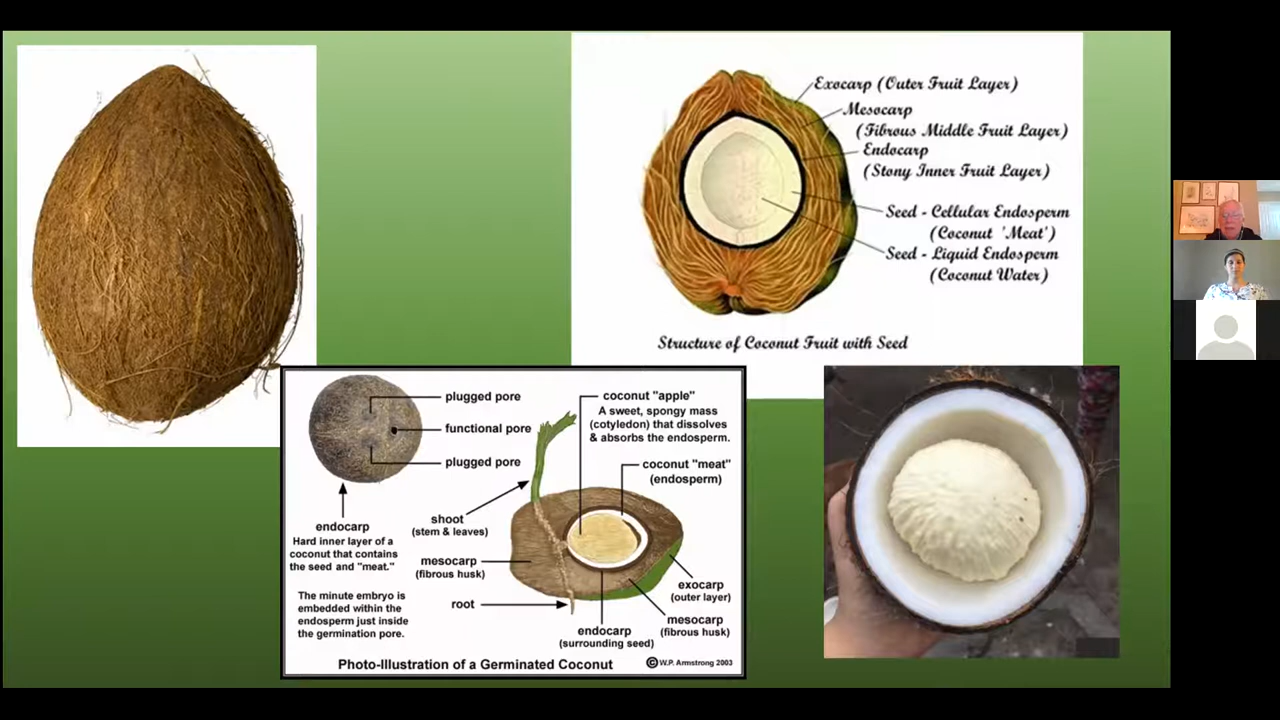 Exocarp (Outer Fruit Layer)
Mesocarp
(Fibrous Middle Fruit Layer)
Endocarp
(Stony Inner Fruit Layer)
Seed - Cellular Endosperm
(Coconut 'Meat')
Seed - Liquid Endosperm
(Coconut Water)
Structure of Coconut Fruit with Seed
plugged pore
functional pore
plugged pore
endocarp
Hard inner layer of a
coconut that contains
the seed and "meat."
The minute embryo is
embedded within the
endosperm just inside
the germination pore.
coconut "apple"
A sweet, spongy mass
(cotyledon) that dissolves
& absorbs the endosperm.
coconut "meat"
(endosperm)
shoot
(stem & leaves)
mesocarp
(fibrous husk)
root
exocarp
(outer layer)
mesocarp
(fibrous husk)
endocarp
(surrounding seed)
Photo-Illustration of a Germinated Coconut
© W.P. Armstrong 2003